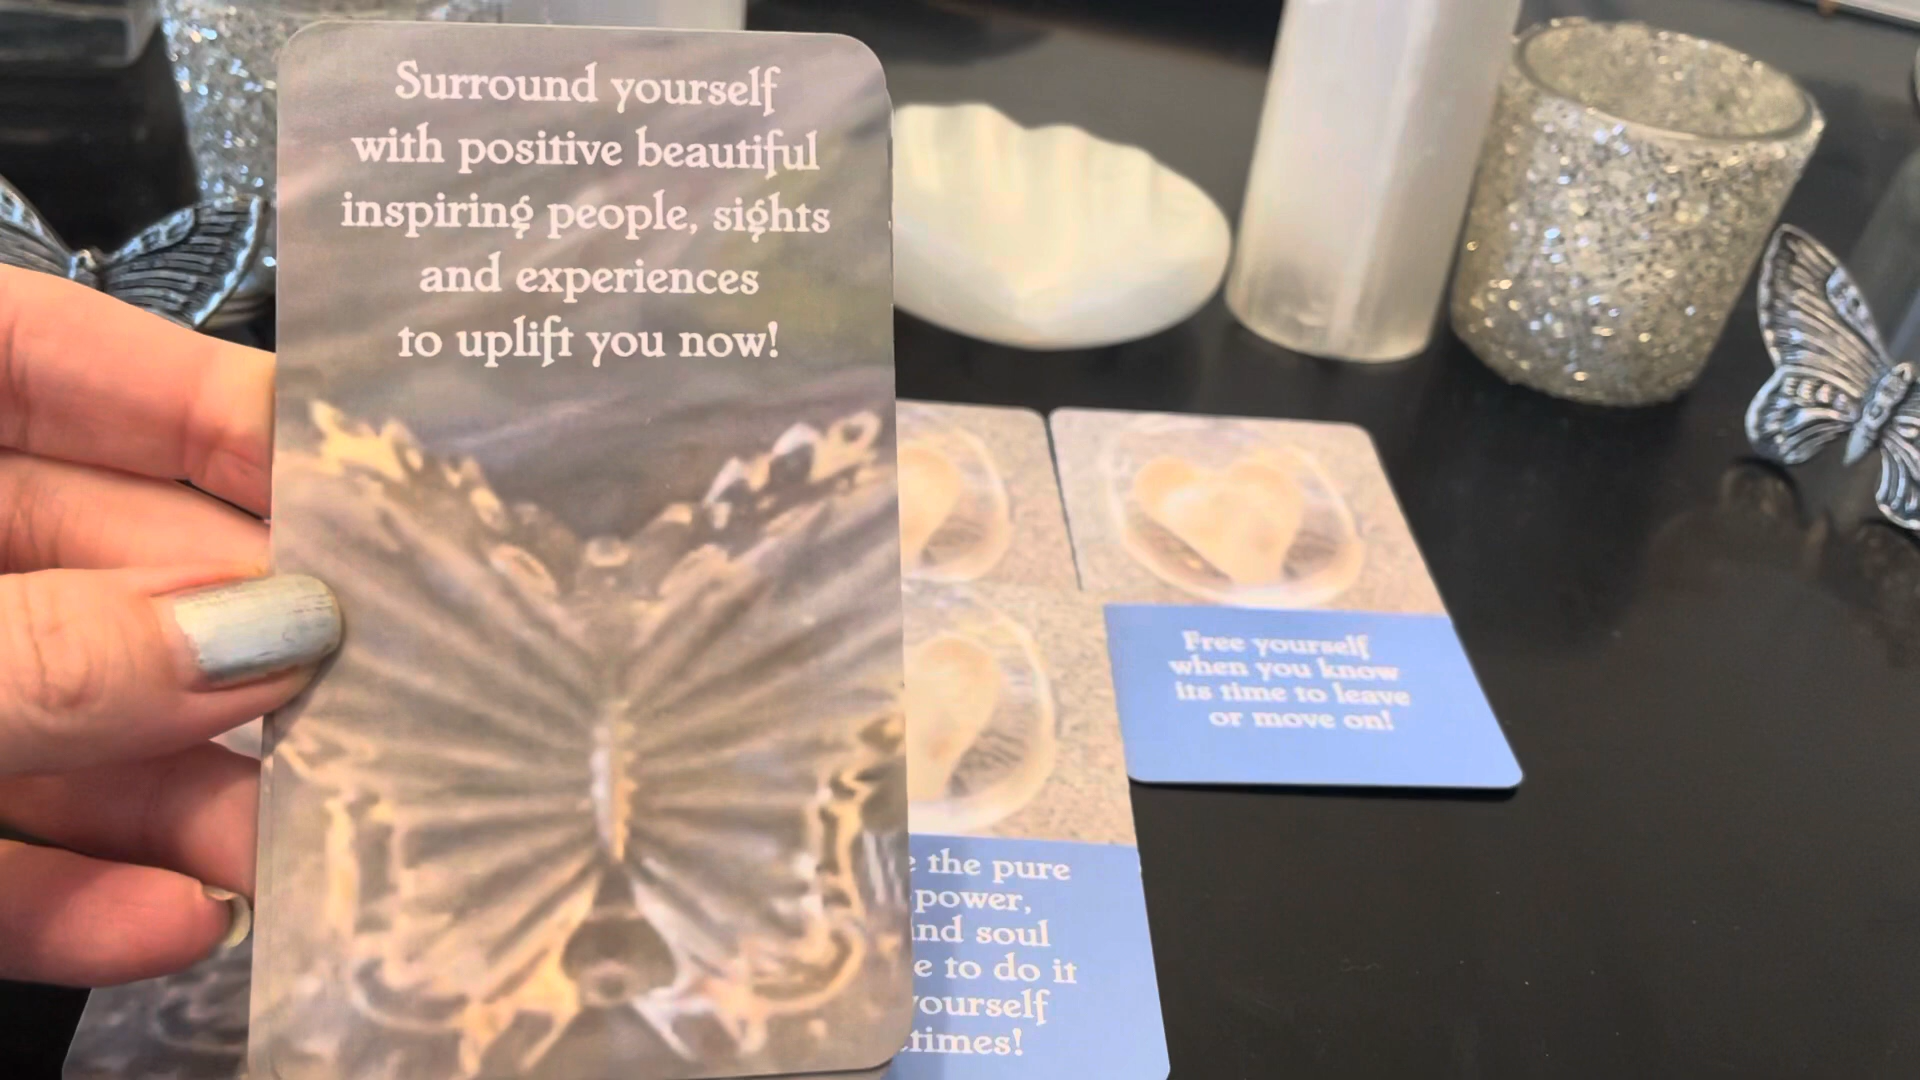 Surround yourself
with positive beautiful
inspiring people, sights
and experiences
to uplift you now!
Free yourself
when you know
its time to leave
or move on!
the pure
power,
soul
to do it
yourself
times!